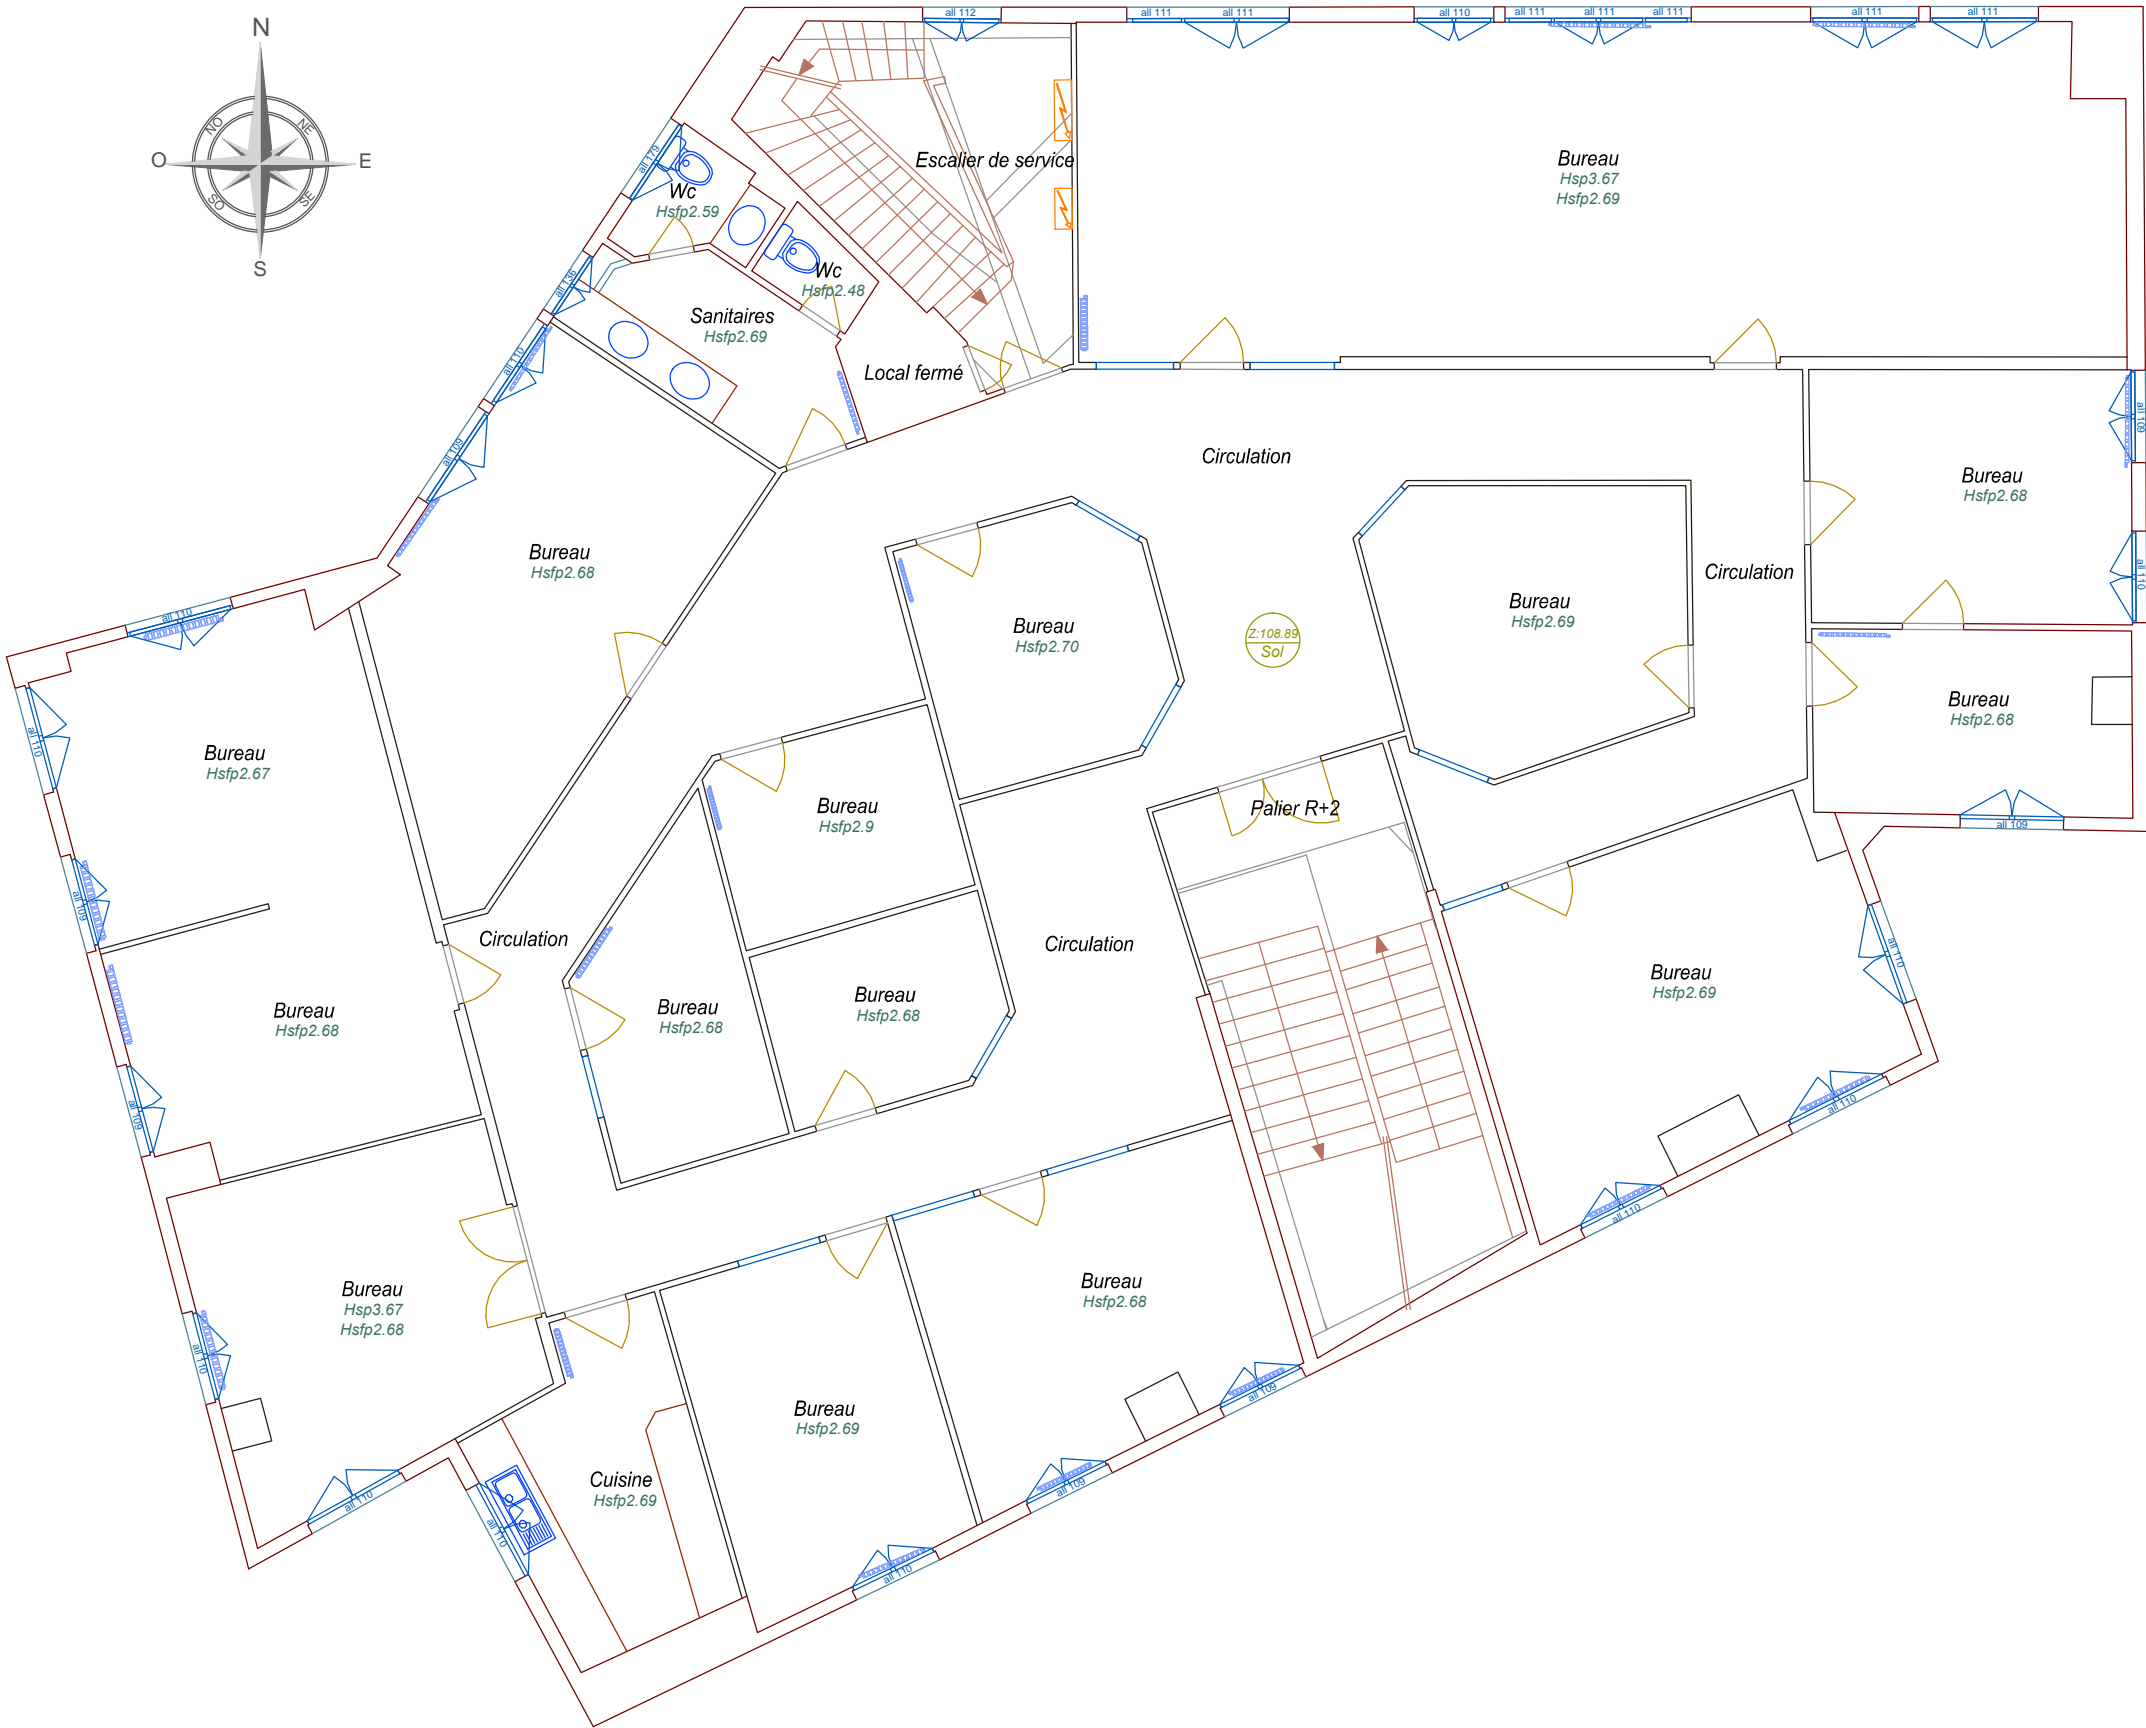 N
NO
NE
O
E
SO
SE
S
all 112
all 111
all 111
all 110
all 111
all 111
all 111
all 111
all 111
all 179
Wc
Hsfp2.59
Escalier de service
Bureau
Hsp3.67
Hsfp2.69
Wc
Hsfp2.48
all 136
Sanitaires
Hsfp2.69
all 110
Local fermé
all 109
all 109
Circulation
Bureau
Hsfp2.68
Bureau
Hsfp2.68
Circulation
all 110
Bureau
Hsfp2.69
all 110
Bureau
Hsfp2.70
Z:108.89
Sol
Bureau
Hsfp2.68
all 110
Bureau
Hsfp2.67
Bureau
Hsfp2.9
Palier R+2
all 109
all 109
Circulation
Circulation
all 110
Bureau
Hsfp2.69
Bureau
Hsfp2.68
Bureau
Hsfp2.68
Bureau
Hsfp2.68
all 109
all 110
all 110
Bureau
Hsp3.67
Hsfp2.68
Bureau
Hsfp2.68
all 110
all 109
Bureau
Hsfp2.69
Cuisine
Hsfp2.69
all 109
all 110
all 110
all 110